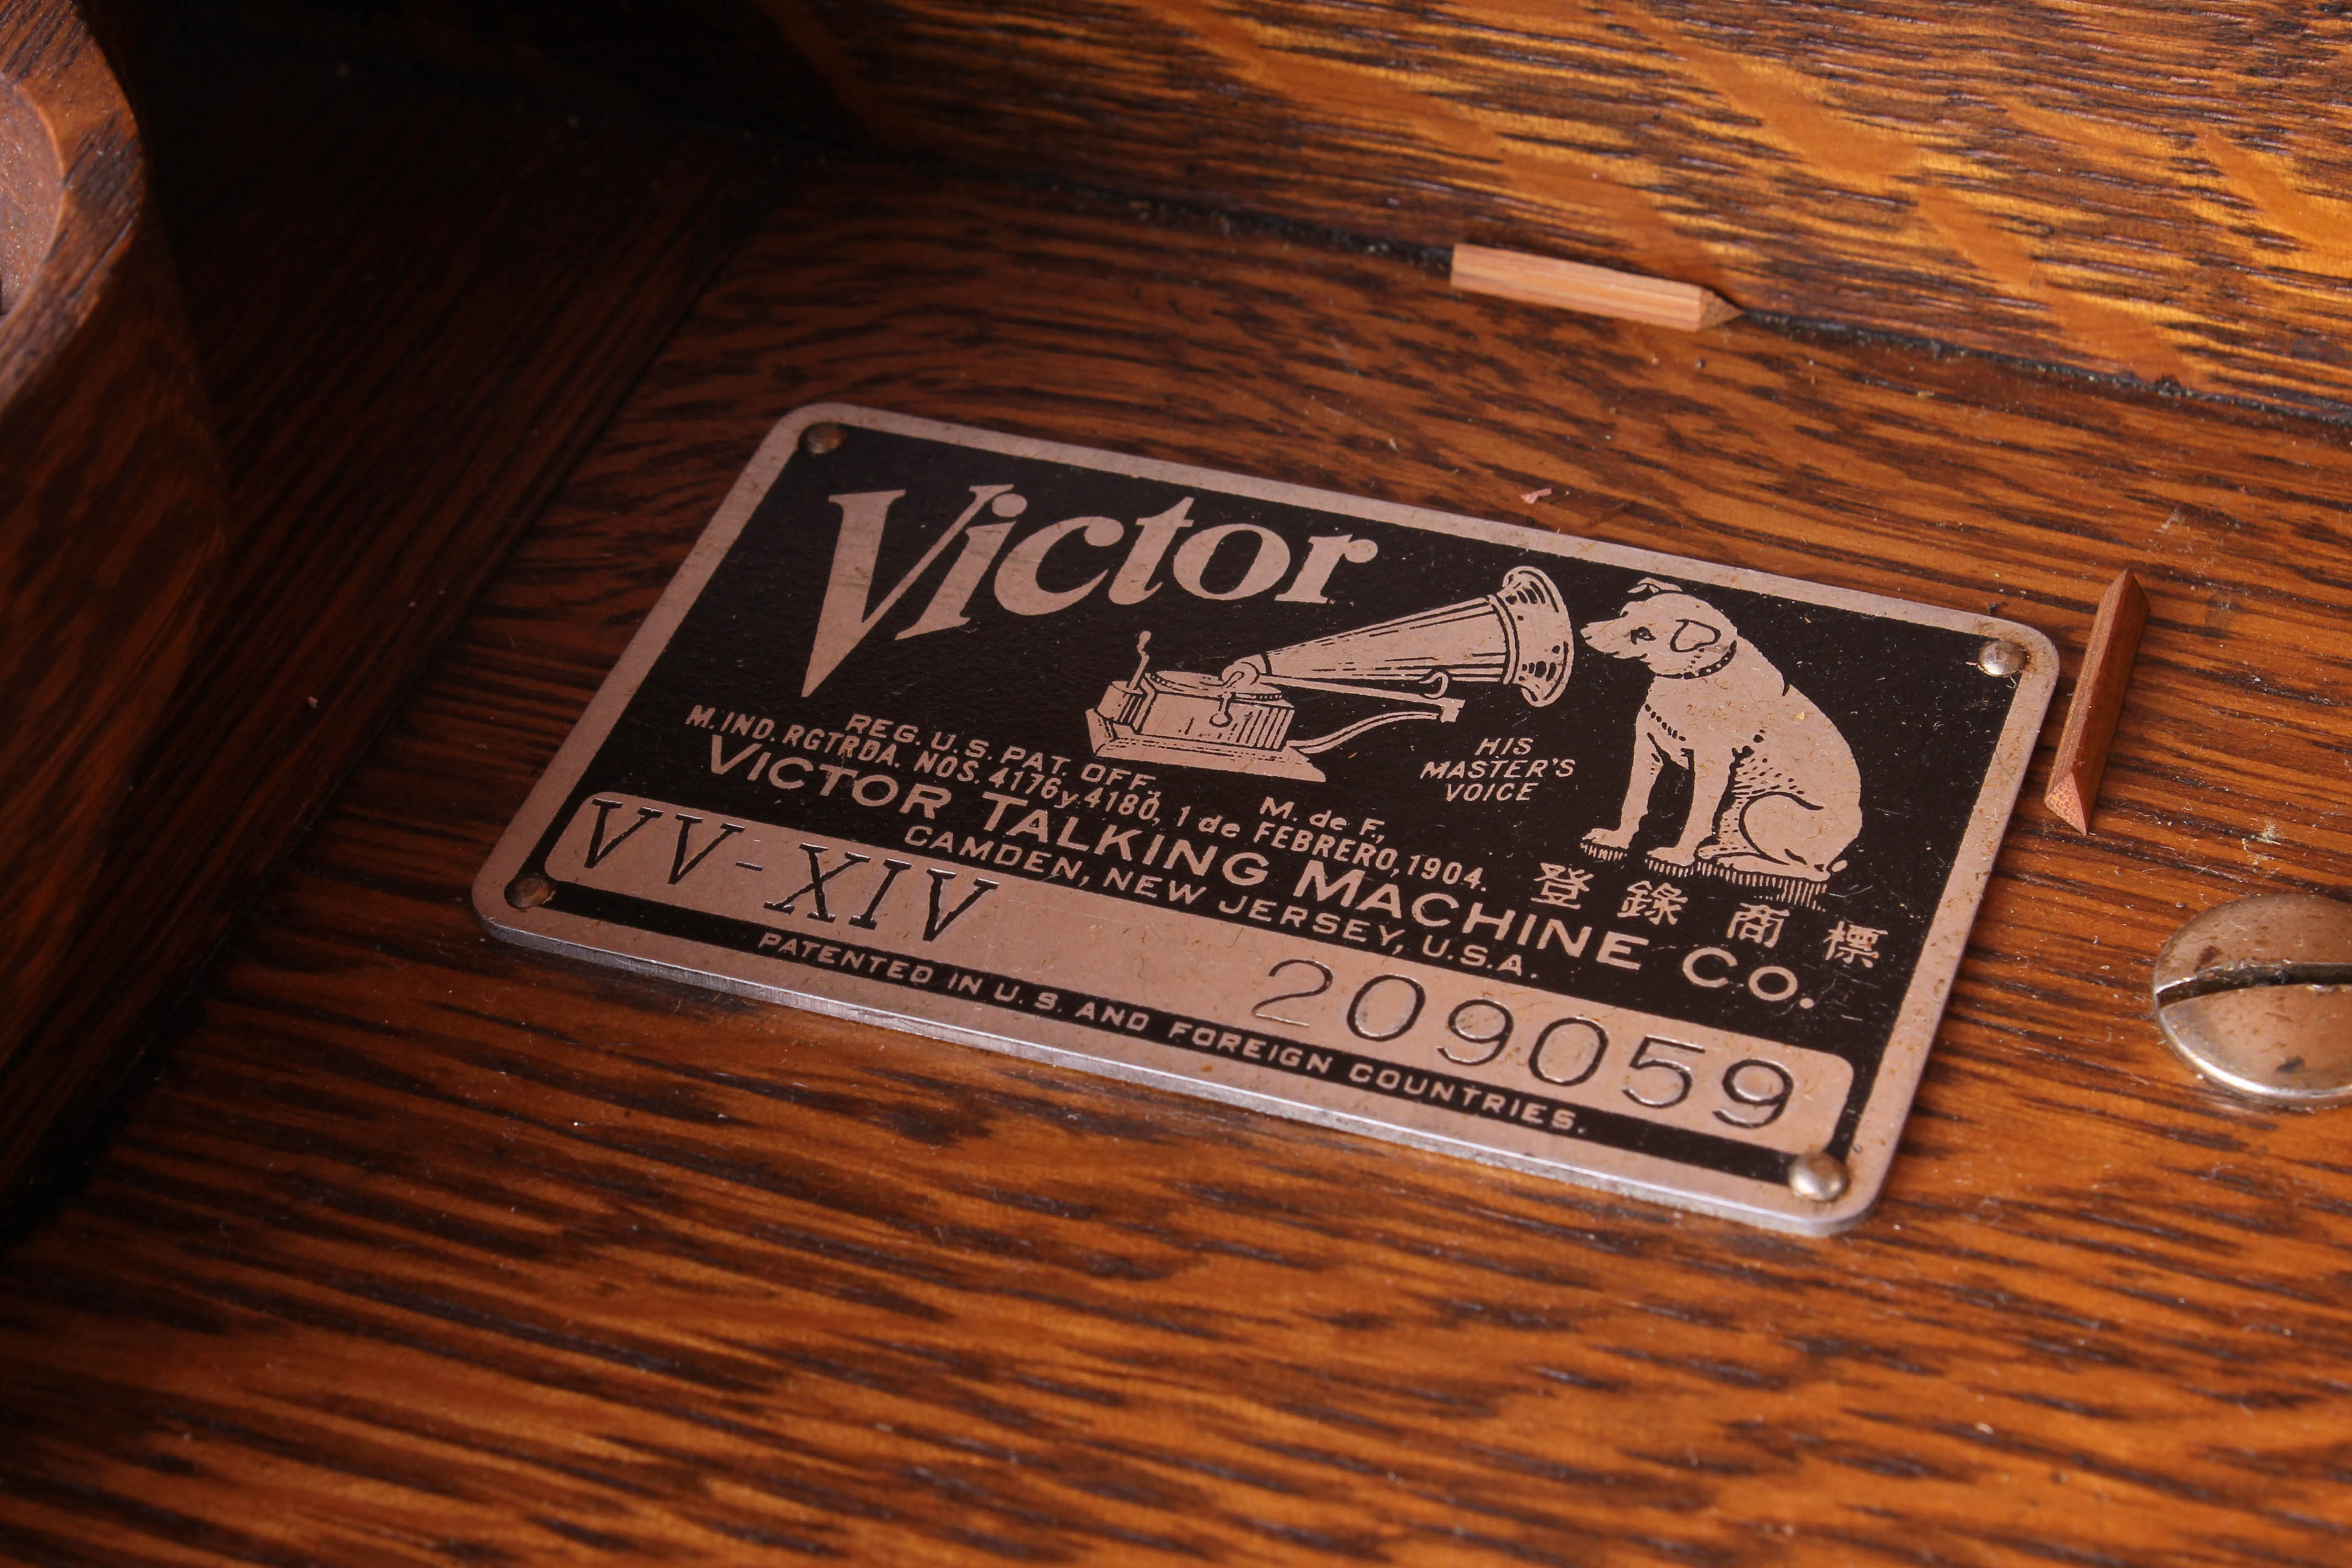 Victor
REG. U.S. PAT. OFF.
M. de F.,
M. IND. RGTRDA. NOS. 4176 y 4180, 1 de FEBRERO, 1904.
HIS
MASTER'S
VOICE
登錄商標
VICTOR TALKING MACHINE CO.
CAMDEN, NEW JERSEY, U.S.A.
VV-XIV 209059
PATENTED IN U.S. AND FOREIGN COUNTRIES.